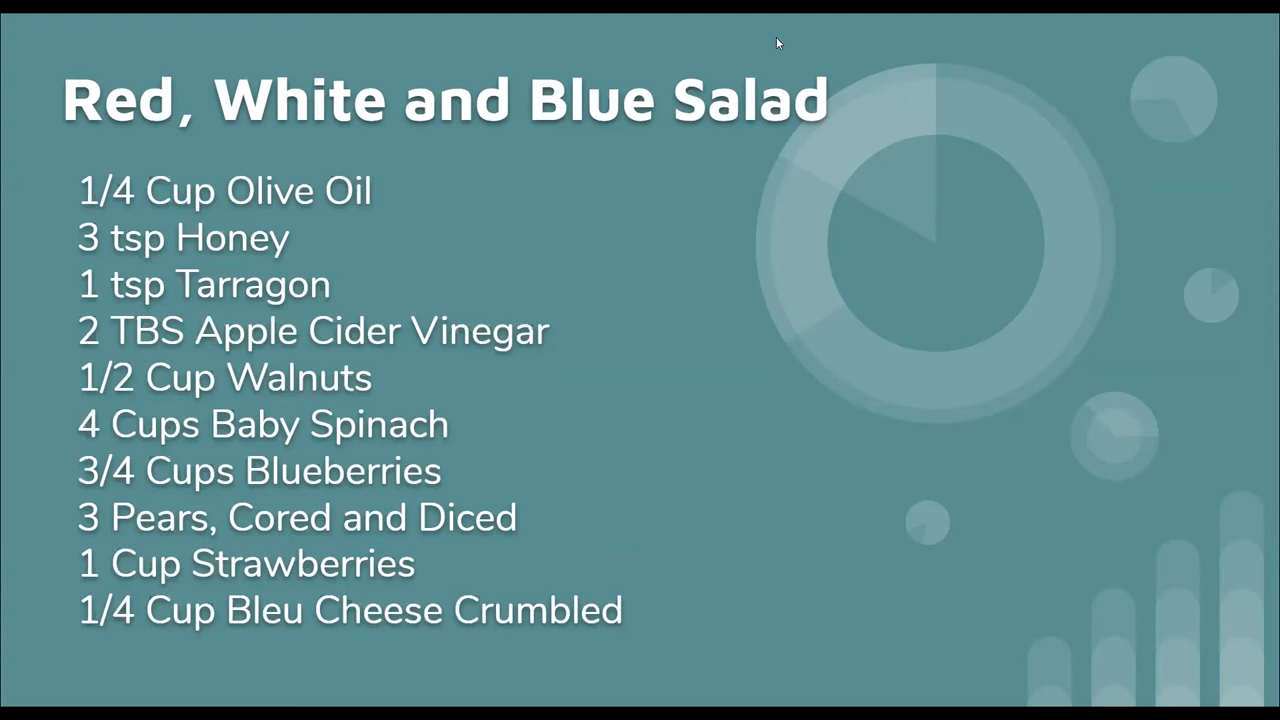 Red, White and Blue Salad
1/4 Cup Olive Oil
3 tsp Honey
1 tsp Tarragon
2 TBS Apple Cider Vinegar
1/2 Cup Walnuts
4 Cups Baby Spinach
3/4 Cups Blueberries
3 Pears, Cored and Diced
1 Cup Strawberries
1/4 Cup Bleu Cheese Crumbled